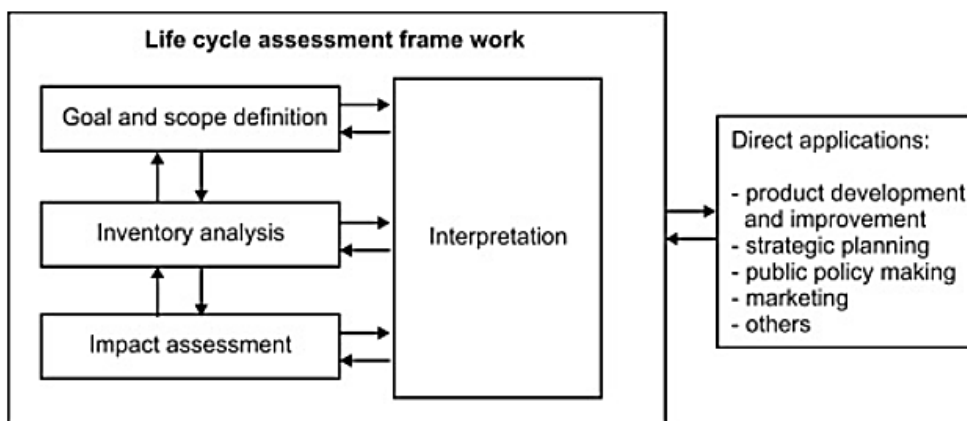 Life cycle assessment frame work
Goal and scope definition
Inventory analysis
Impact assessment
Interpretation
Direct applications:
- product development
and improvement
- strategic planning
- public policy making
- marketing
- others